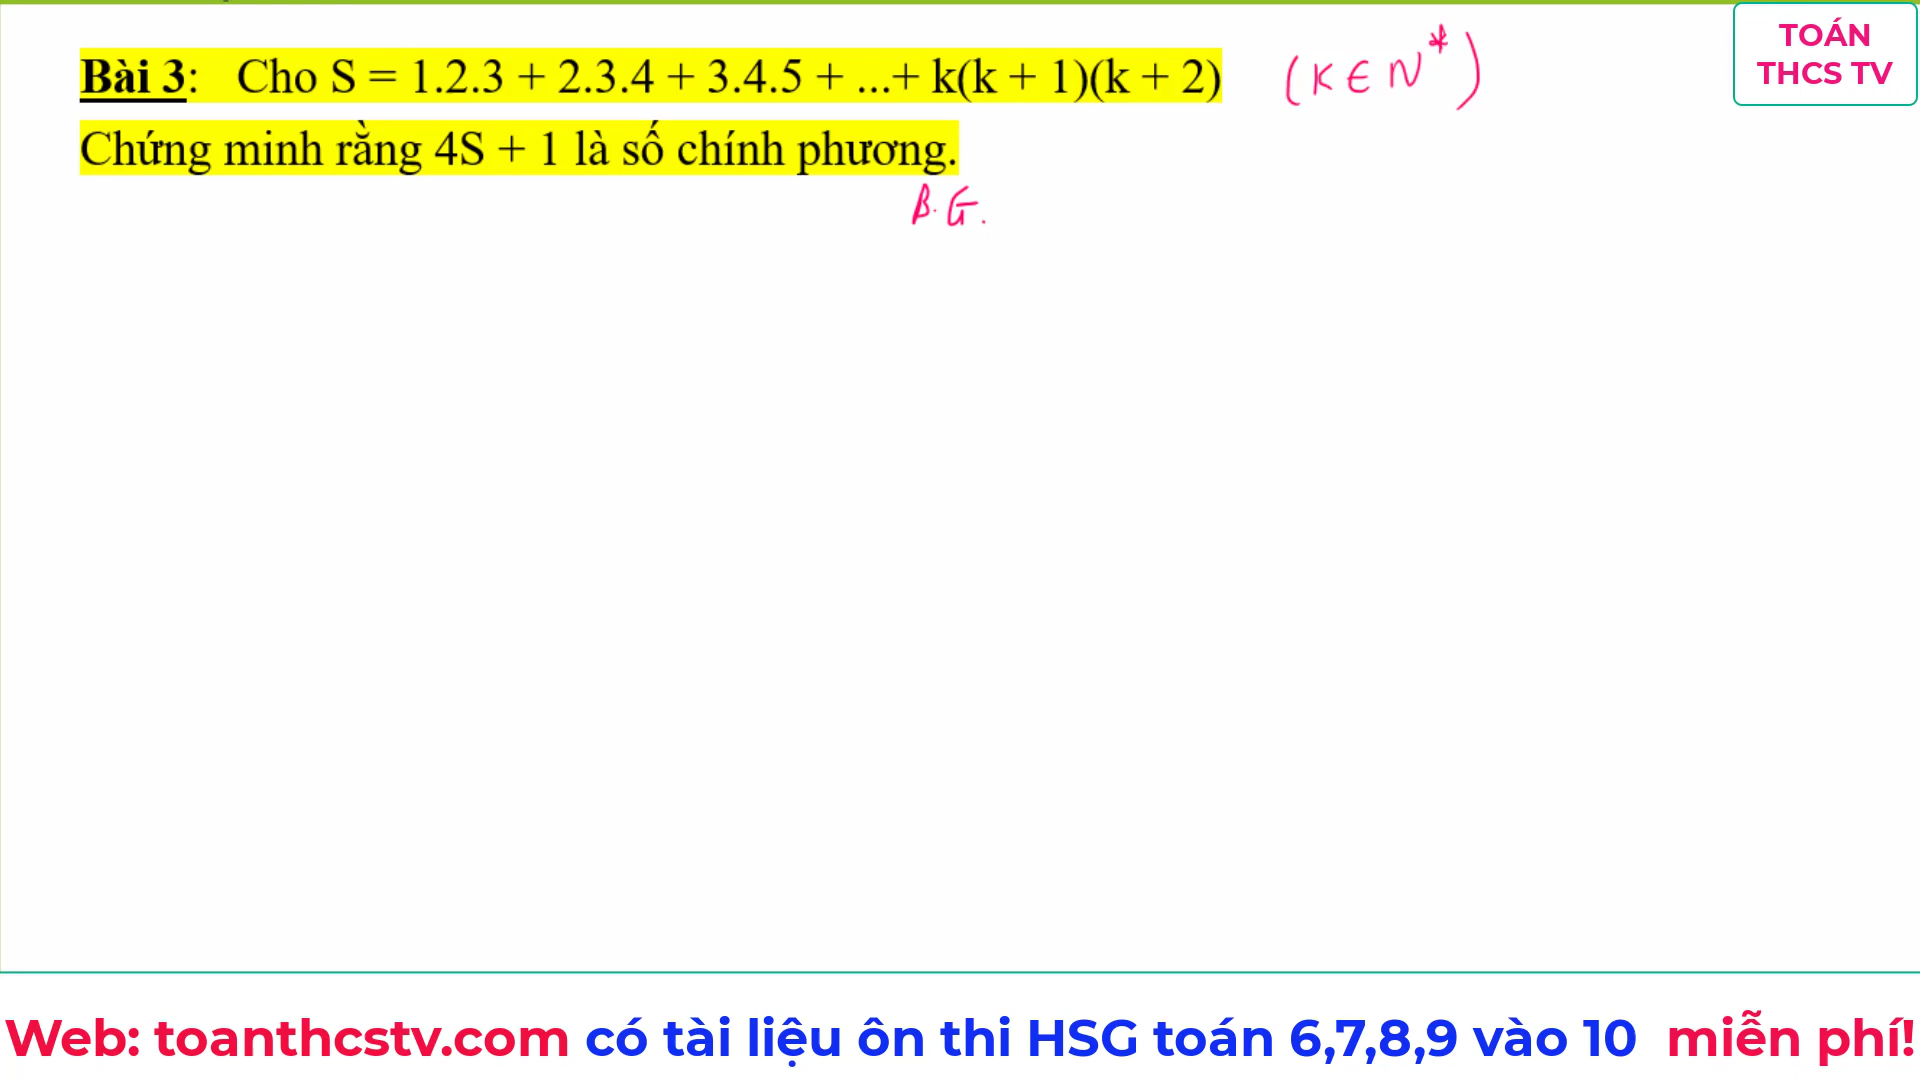 Bài 3: Cho S = 1.2.3 + 2.3.4 + 3.4.5 + ...+ k(k + 1)(k + 2) (K ∈ N*)
TOÁN
THCS TV
Chứng minh rằng 4S + 1 là số chính phương.
B.G.
Web: toanthcstv.com có tài liệu ôn thi HSG toán 6,7,8,9 vào 10 miễn phí!